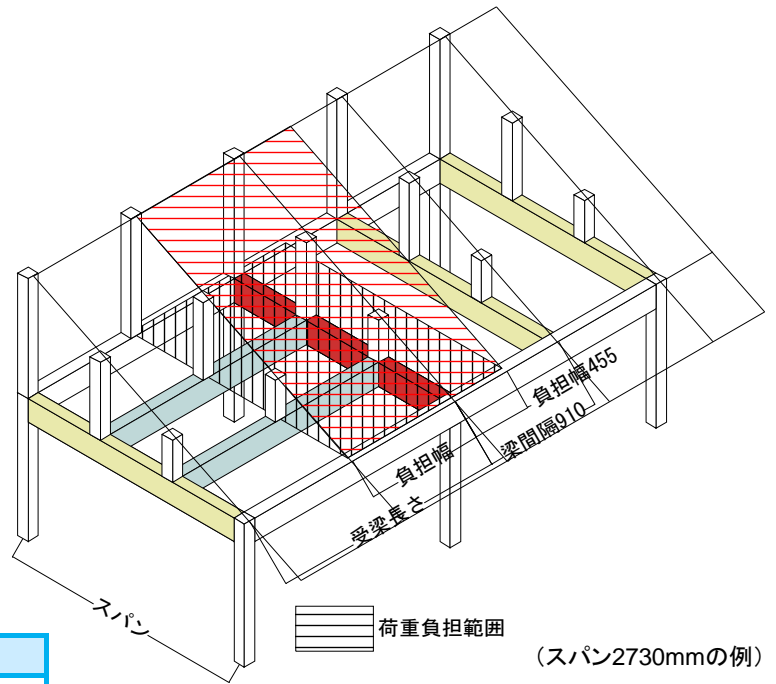 負担幅455
梁間隔910
負担幅
受梁長さ
スパン
荷重負担範囲
(スパン2730mmの例)